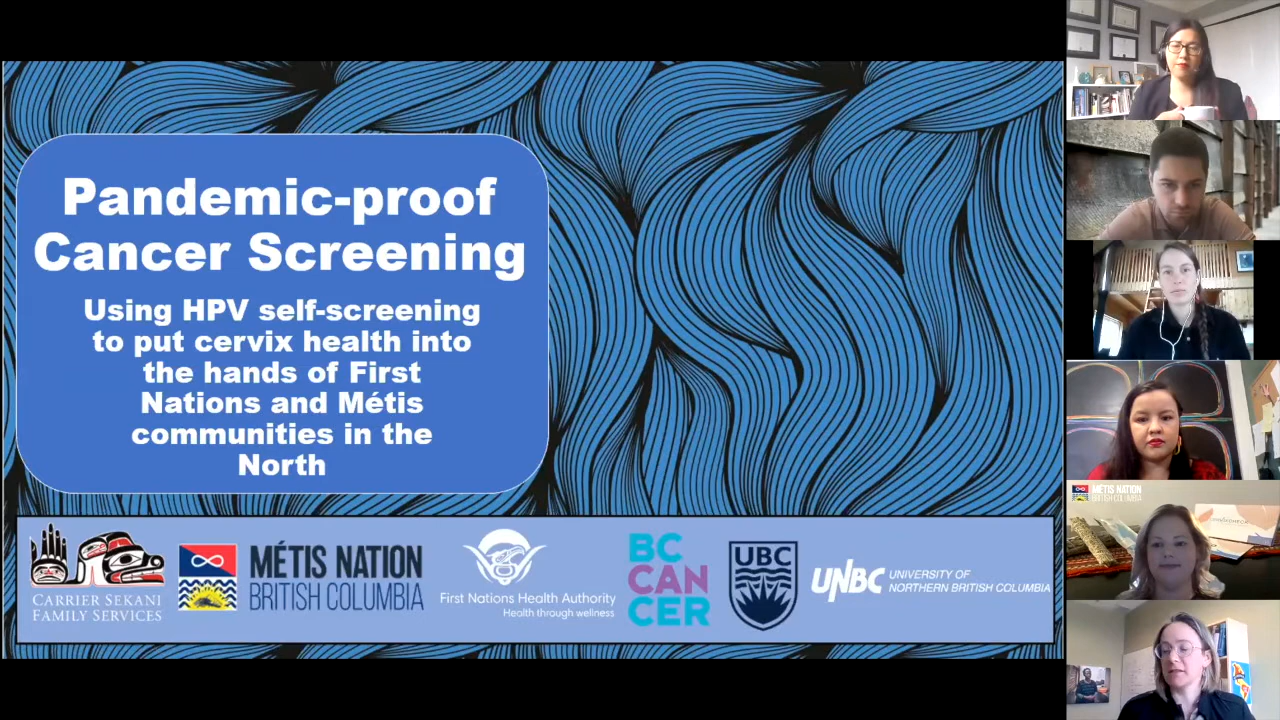 Pandemic-proof
Cancer Screening
Using HPV self-screening
to put cervix health into
the hands of First
Nations and Métis
communities in the
North
CARRIER SEKANI
FAMILY SERVICES
MÉTIS NATION
BRITISH COLUMBIA
First Nations Health Authority
Health through wellness
BC
CAN
CER
UBC
UNBC
UNIVERSITY OF
NORTHERN BRITISH COLUMBIA
MÉTIS NATION
BRITISH COLUMBIA